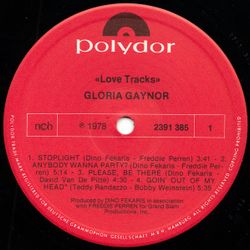 polydor
«Love Tracks»
GLORIA GAYNOR
nch
℗ 1978
2391 385
1
1. STOPLIGHT (Dino Fekaris - Freddie Perren) 3:41 - 2.
ANYBODY WANNA PARTY? (Dino Fekaris - Freddie Per-
ren) 5:14 - 3. PLEASE, BE THERE (Dino Fekaris -
David Van De Pitte) 4:30 - 4. GOIN' OUT OF MY
HEAD" (Teddy Randazzo - Bobby Weinstein) 5:35
Produced by DINO FEKARIS in association
with FREDDIE PERREN for Grand Slam
Productions, Inc.